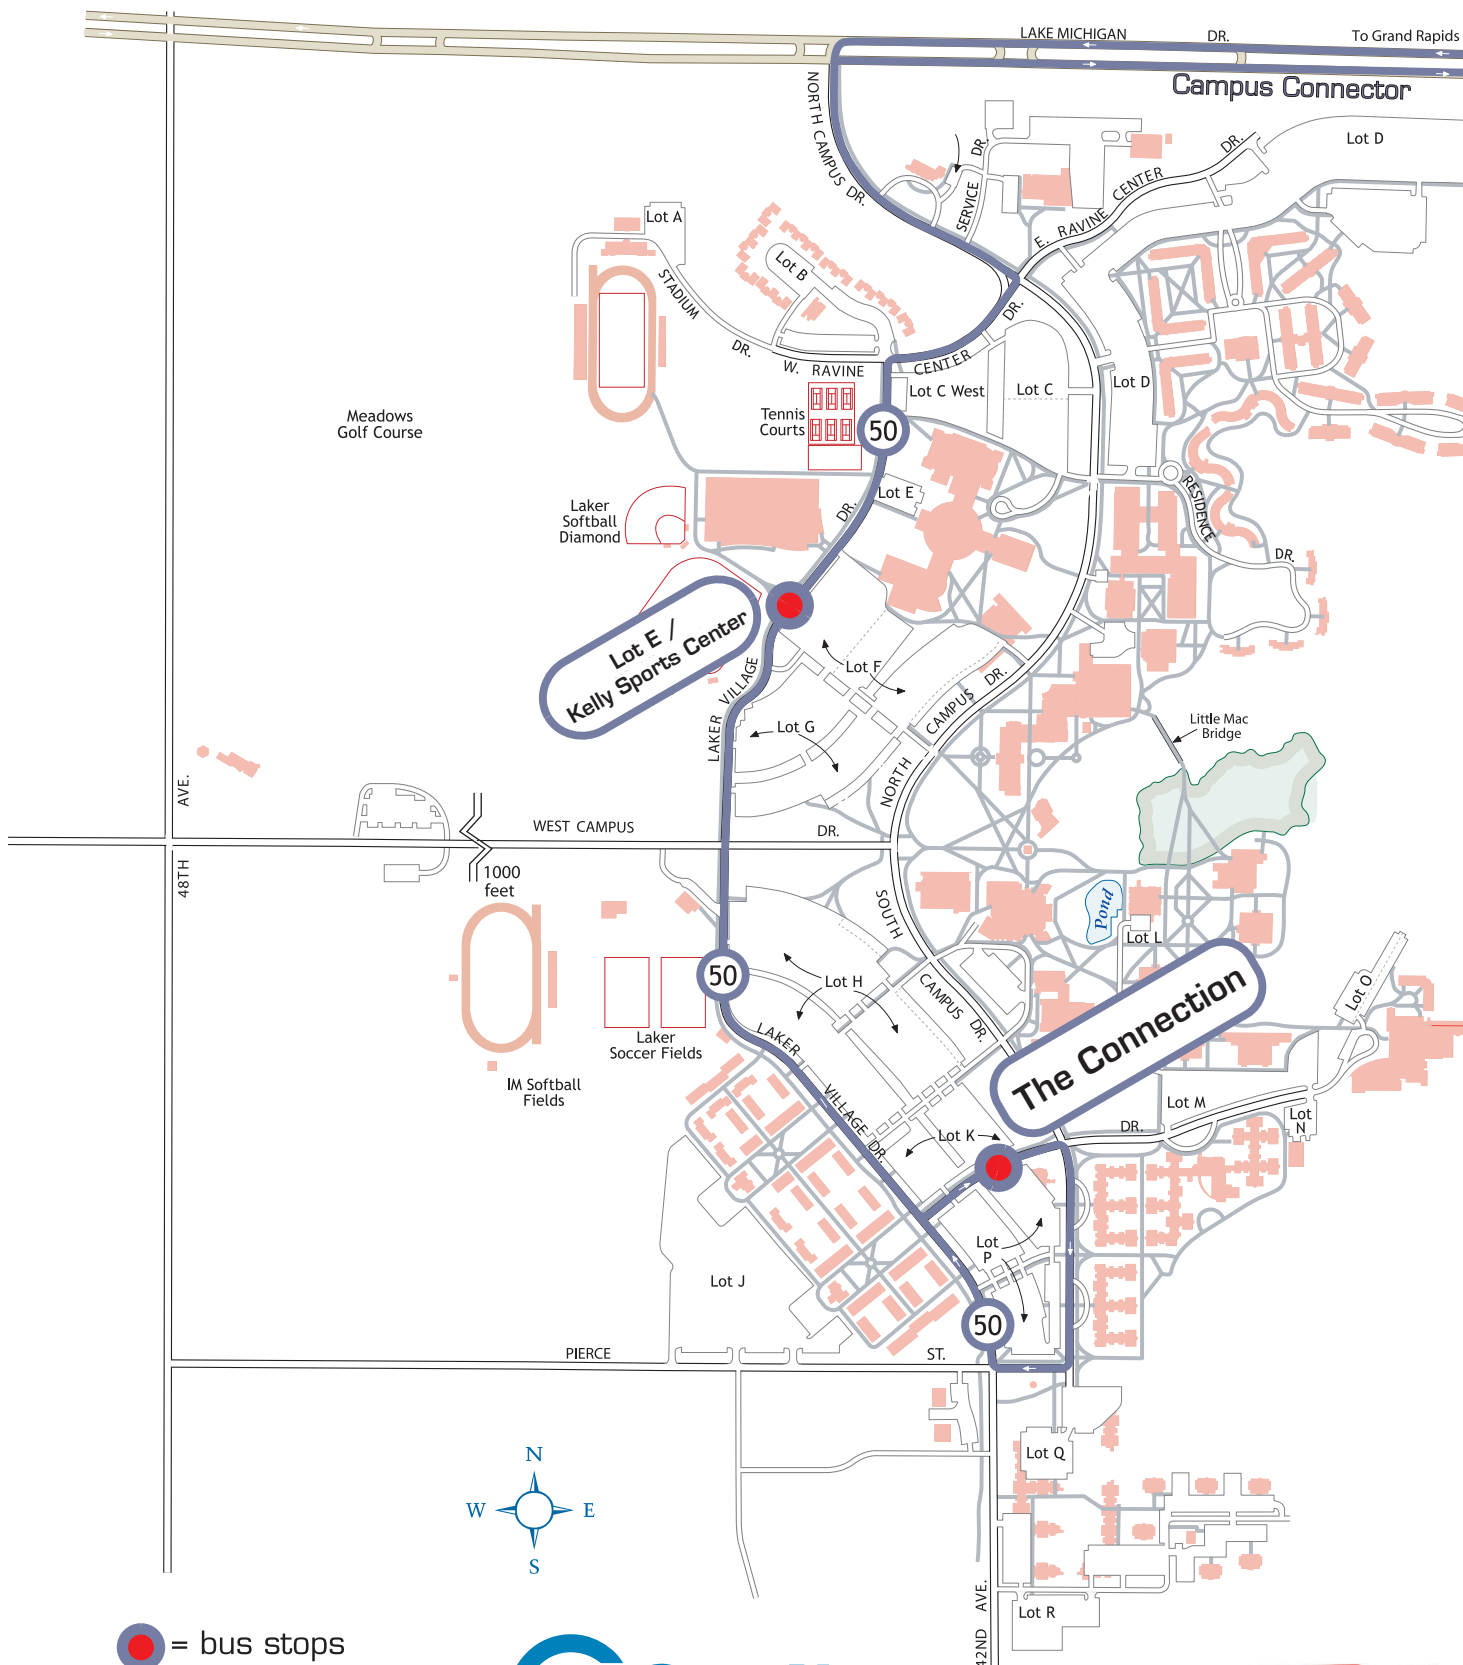 LAKE MICHIGAN DR.
To Grand Rapids
Campus Connector
NORTH CAMPUS DR.
SERVICE DR.
E. RAVINE CENTER DR.
Lot D
Lot A
Lot B
STADIUM DR.
W. RAVINE CENTER DR.
Lot C West
Lot C
Lot D
Meadows
Golf Course
Tennis
Courts
50
Lot E
DR.
RESIDENCE DR.
Laker
Softball
Diamond
Lot E /
Kelly Sports Center
LAKER VILLAGE
Lot F
Lot G
NORTH CAMPUS DR.
Little Mac
Bridge
48TH AVE.
WEST CAMPUS DR.
1000
feet
SOUTH CAMPUS DR.
Pond
Lot L
50
Lot H
Lot O
Laker
Soccer Fields
LAKER VILLAGE DR.
The Connection
IM Softball
Fields
Lot K
DR.
Lot M
Lot
N
Lot
P
Lot J
50
PIERCE ST.
Lot Q
N
W E
S
42ND AVE.
Lot R
= bus stops